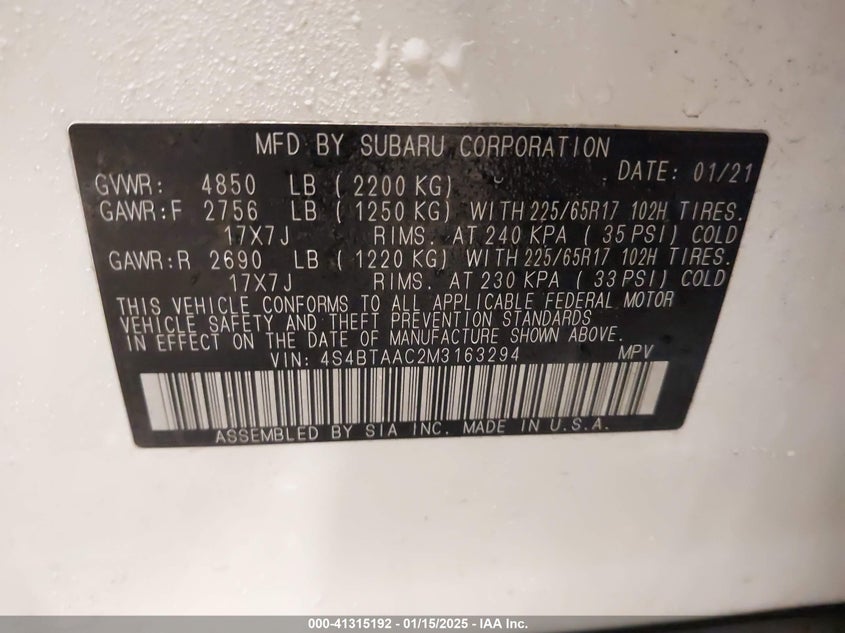 MFD BY SUBARU CORPORATION
DATE: 01/21
GVWR: 4850 LB ( 2200 KG)
GAWR:F 2756 LB ( 1250 KG) WITH 225/65R17 102H TIRES.
17X7J RIMS. AT 240 KPA ( 35 PSI) COLD
GAWR:R 2690 LB ( 1220 KG) WITH 225/65R17 102H TIRES.
17X7J RIMS. AT 230 KPA ( 33 PSI) COLD
THIS VEHICLE CONFORMS TO ALL APPLICABLE FEDERAL MOTOR
VEHICLE SAFETY AND THEFT PREVENTION STANDARDS
IN EFFECT ON THE DATE OF MANUFACTURE SHOWN ABOVE.
VIN: 4S4BTAAC2M3163294 MPV
ASSEMBLED BY SIA INC. MADE IN U.S.A.
000-41315192 - 01/15/2025 - IAA Inc.